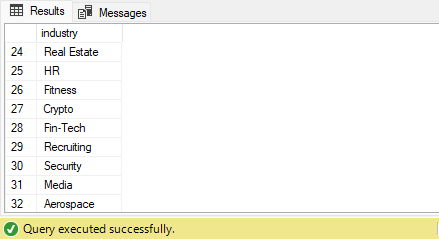 Results Messages
industry
24 Real Estate
25 HR
26 Fitness
27 Crypto
28 Fin-Tech
29 Recruiting
30 Security
31 Media
32 Aerospace
Query executed successfully.